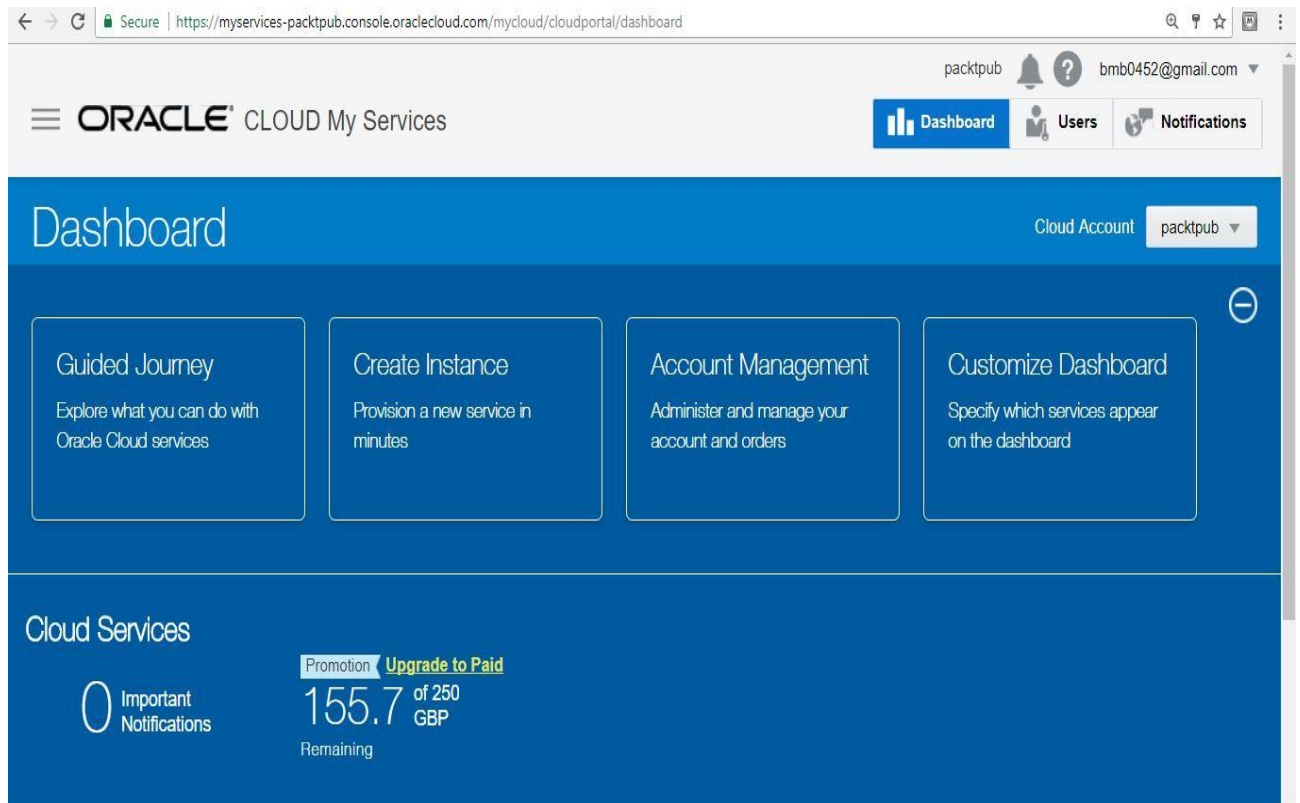 Secure | https://myservices-packtpub.console.oraclecloud.com/mycloud/cloudportal/dashboard
packtpub ? bmb0452@gmail.com
ORACLE CLOUD My Services
Dashboard Users Notifications
Dashboard
Cloud Account packtpub
Guided Journey
Explore what you can do with
Oracle Cloud services
Create Instance
Provision a new service in
minutes
Account Management
Administer and manage your
account and orders
Customize Dashboard
Specify which services appear
on the dashboard
Cloud Services
0 Important
Notifications
Promotion Upgrade to Paid
155.7 of 250
GBP
Remaining